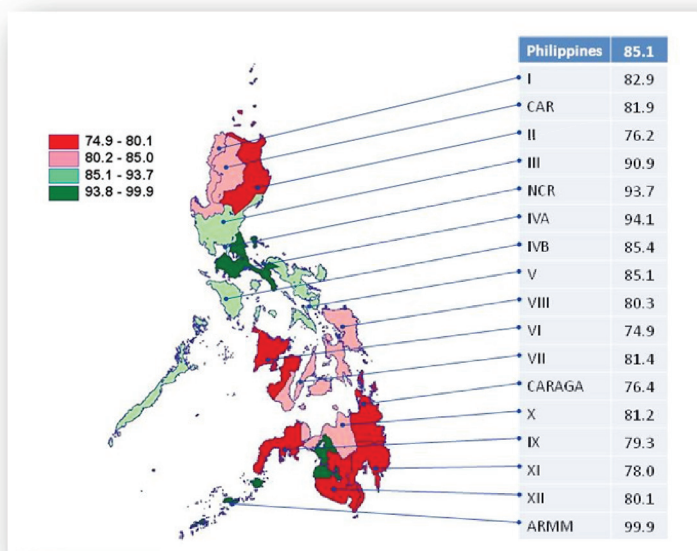 Philippines 85.1
I 82.9
CAR 81.9
II 76.2
III 90.9
NCR 93.7
IVA 94.1
IVB 85.4
V 85.1
VIII 80.3
VI 74.9
VII 81.4
CARAGA 76.4
X 81.2
IX 79.3
XI 78.0
XII 80.1
ARMM 99.9
74.9 - 80.1
80.2 - 85.0
85.1 - 93.7
93.8 - 99.9